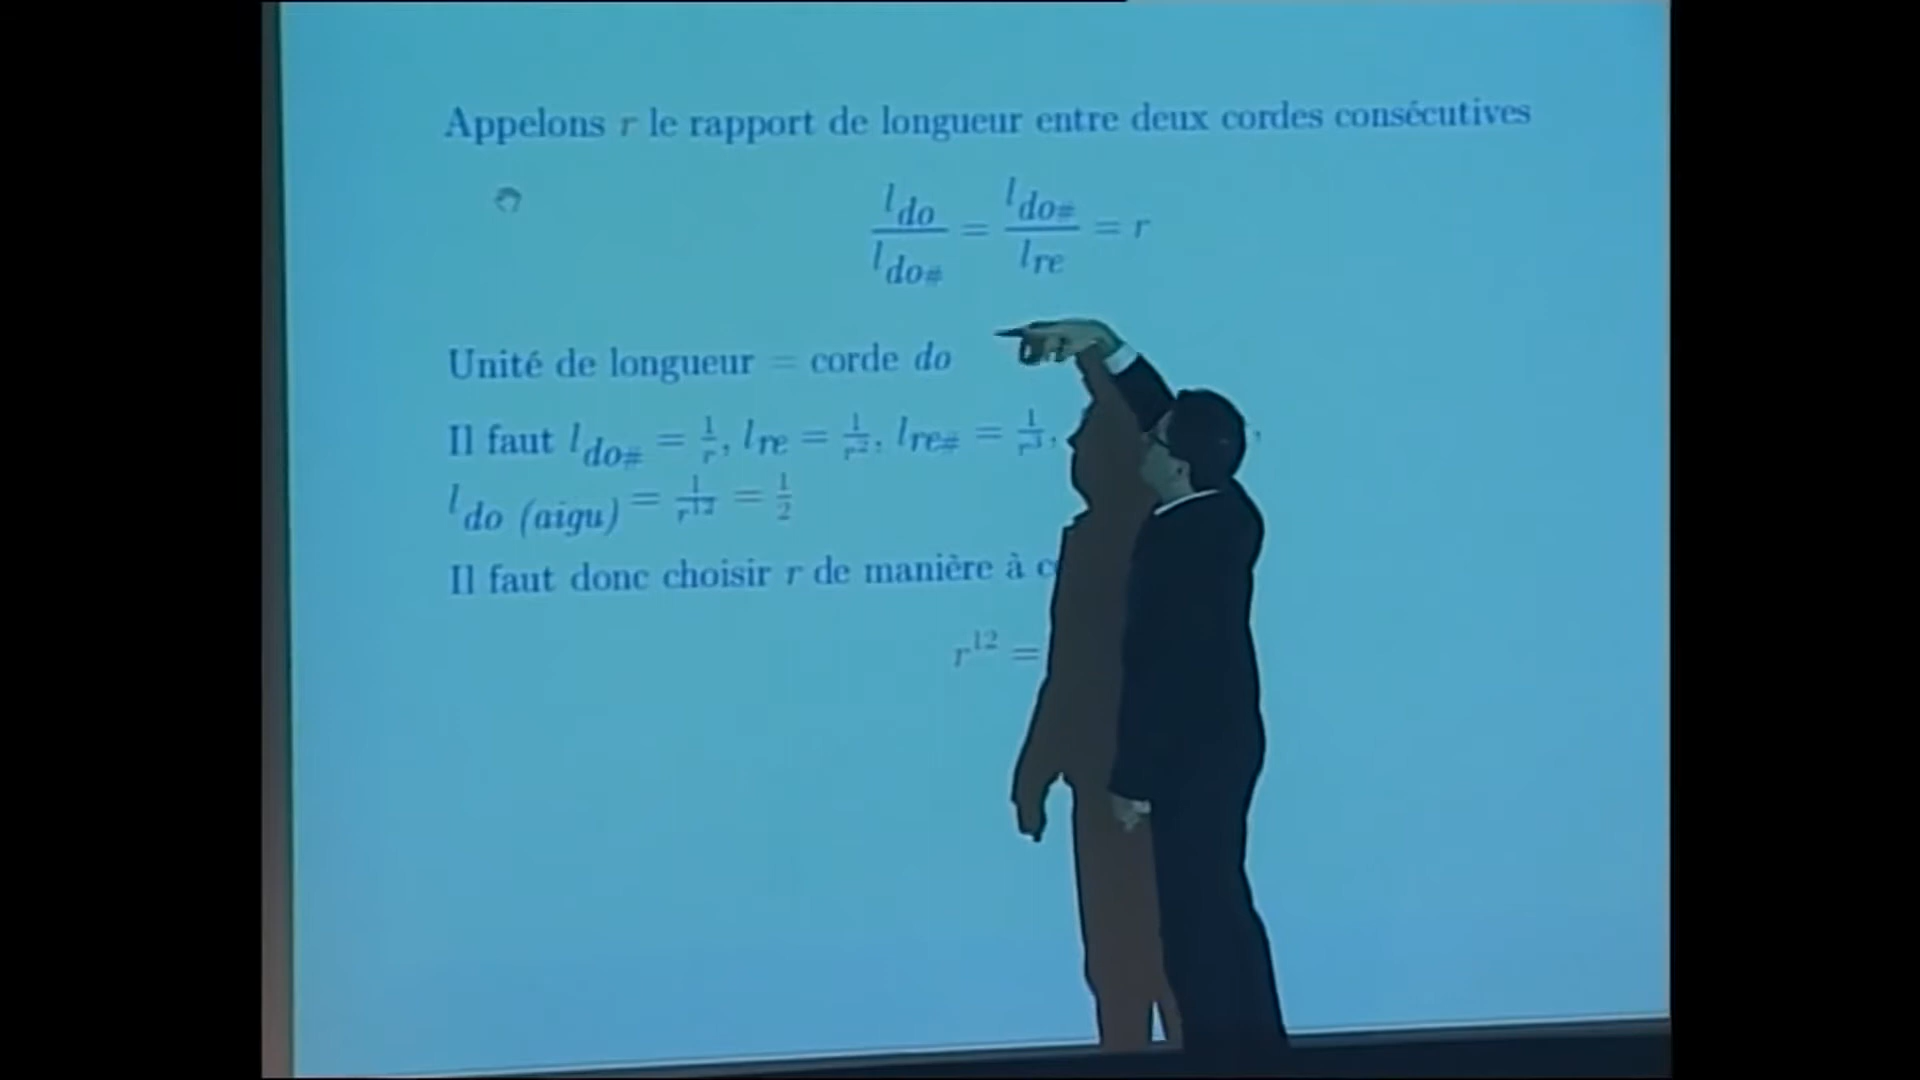 Appelons r le rapport de longueur entre deux cordes consécutives
l_do / l_do# = l_do# / l_re = r
Unité de longueur = corde do
Il faut l_do# = 1/r, l_re = 1/r², l_re# = 1/r³,
l_do (aigu) = 1/r¹² = 1/2
Il faut donc choisir r de manière à
r¹² =